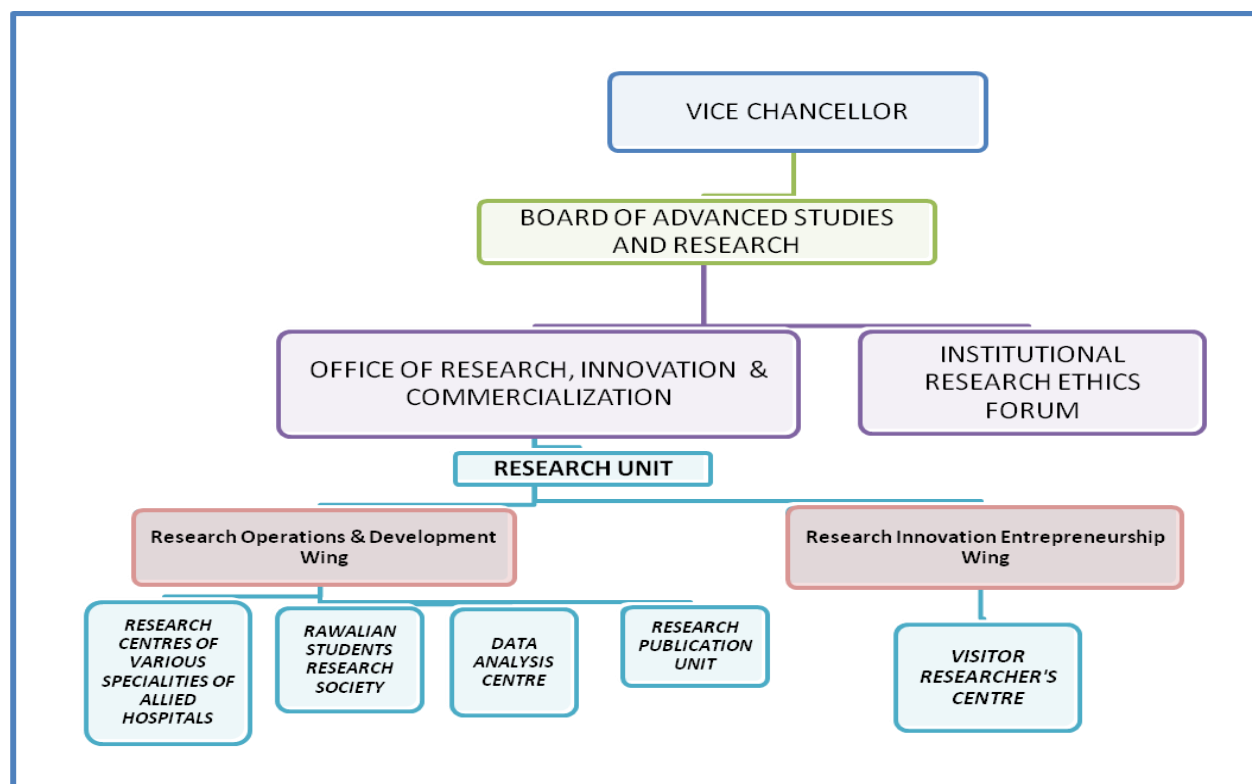 VICE CHANCELLOR
BOARD OF ADVANCED STUDIES
AND RESEARCH
OFFICE OF RESEARCH, INNOVATION &
COMMERCIALIZATION
INSTITUTIONAL
RESEARCH ETHICS
FORUM
RESEARCH UNIT
Research Operations & Development
Wing
Research Innovation Entrepreneurship
Wing
RESEARCH
CENTRES OF
VARIOUS
SPECIALITIES OF
ALLIED
HOSPITALS
RAWALIAN
STUDENTS
RESEARCH
SOCIETY
DATA
ANALYSIS
CENTRE
RESEARCH
PUBLICATION
UNIT
VISITOR
RESEARCHER'S
CENTRE